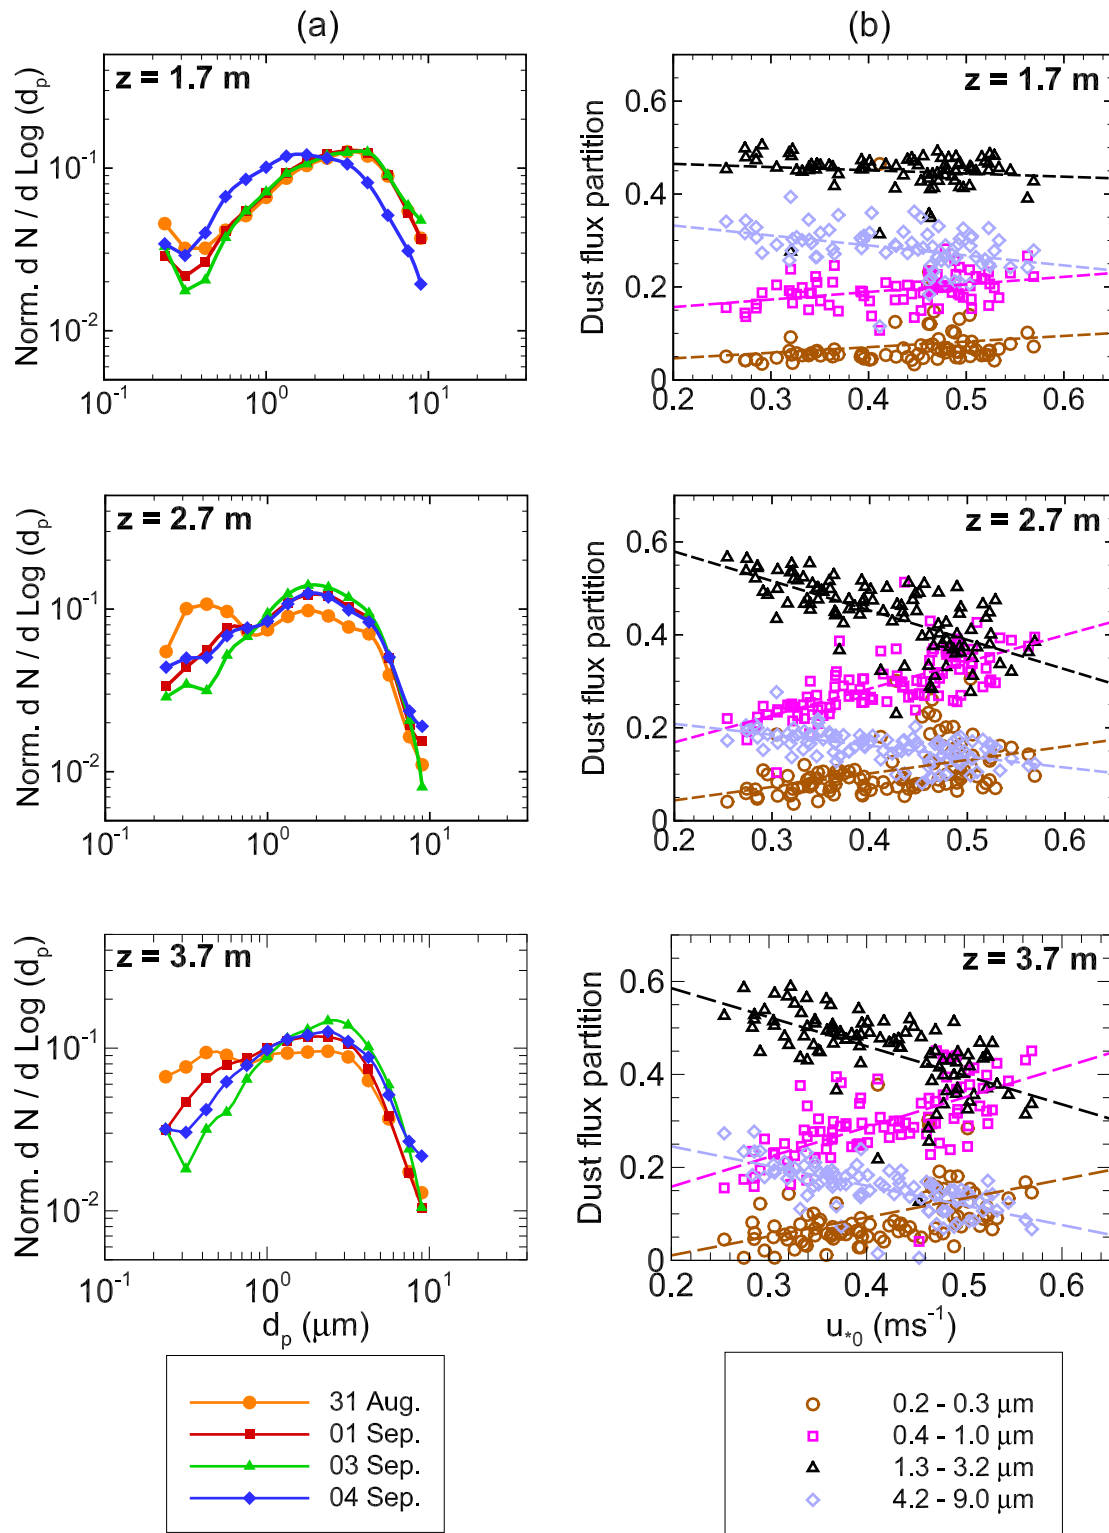 (a)
(b)
z = 1.7 m
Norm. d N / d Log (dₚ)
10⁻¹
10⁻²
10⁻¹
10⁰
10¹
z = 1.7 m
Dust flux partition
0.6
0.4
0.2
0
0.2
0.3
0.4
0.5
0.6
z = 2.7 m
Norm. d N / d Log (dₚ)
10⁻¹
10⁻²
10⁻¹
10⁰
10¹
z = 2.7 m
Dust flux partition
0.6
0.4
0.2
0
0.2
0.3
0.4
0.5
0.6
z = 3.7 m
Norm. d N / d Log (dₚ)
10⁻¹
10⁻²
10⁻¹
10⁰
10¹
dₚ (μm)
z = 3.7 m
Dust flux partition
0.6
0.4
0.2
0
0.2
0.3
0.4
0.5
0.6
u*₀ (ms⁻¹)
31 Aug.
01 Sep.
03 Sep.
04 Sep.
0.2 - 0.3 μm
0.4 - 1.0 μm
1.3 - 3.2 μm
4.2 - 9.0 μm